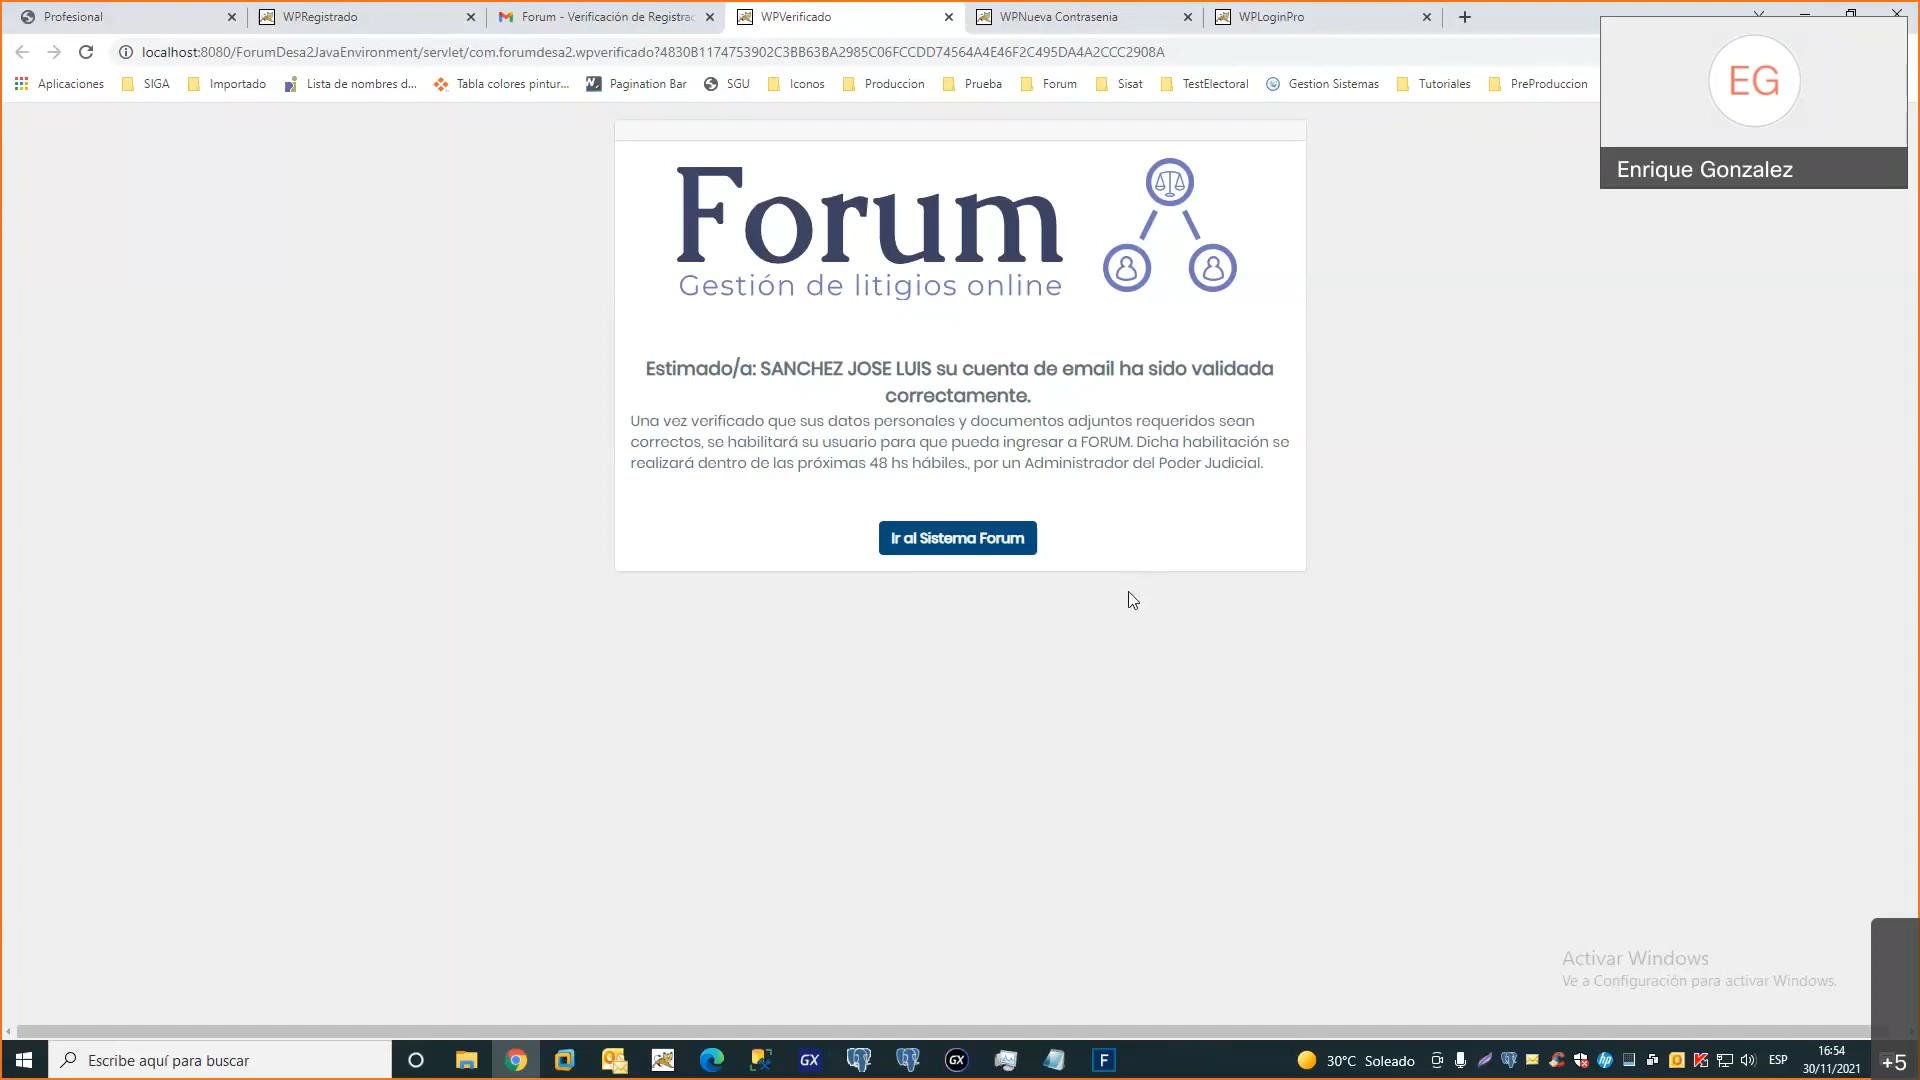 Profesional
WPRegistrado
Forum - Verificación de Registrac
WPVerificado
WPNueva Contrasenia
WPLoginPro
localhost:8080/ForumDesa2JavaEnvironment/servlet/com.forumdesa2.wpverificado?4830B1174753902C3BB63BA2985C06FCCDD74564A4E46F2C495DA4A2CCC2908A
Aplicaciones
SIGA
Importado
Lista de nombres d...
Tabla colores pintur...
Pagination Bar
SGU
Iconos
Produccion
Prueba
Forum
Sisat
TestElectoral
Gestion Sistemas
Tutoriales
PreProduccion
EG
Enrique Gonzalez
Forum
Gestión de litigios online
Estimado/a: SANCHEZ JOSE LUIS su cuenta de email ha sido validada
correctamente.
Una vez verificado que sus datos personales y documentos adjuntos requeridos sean
correctos, se habilitará su usuario para que pueda ingresar a FORUM. Dicha habilitación se
realizará dentro de las próximas 48 hs hábiles., por un Administrador del Poder Judicial.
Ir al Sistema Forum
Activar Windows
Ve a Configuración para activar Windows.
Escribe aquí para buscar
GX
GX
F
30°C Soleado
ESP
16:54
30/11/2021
+5